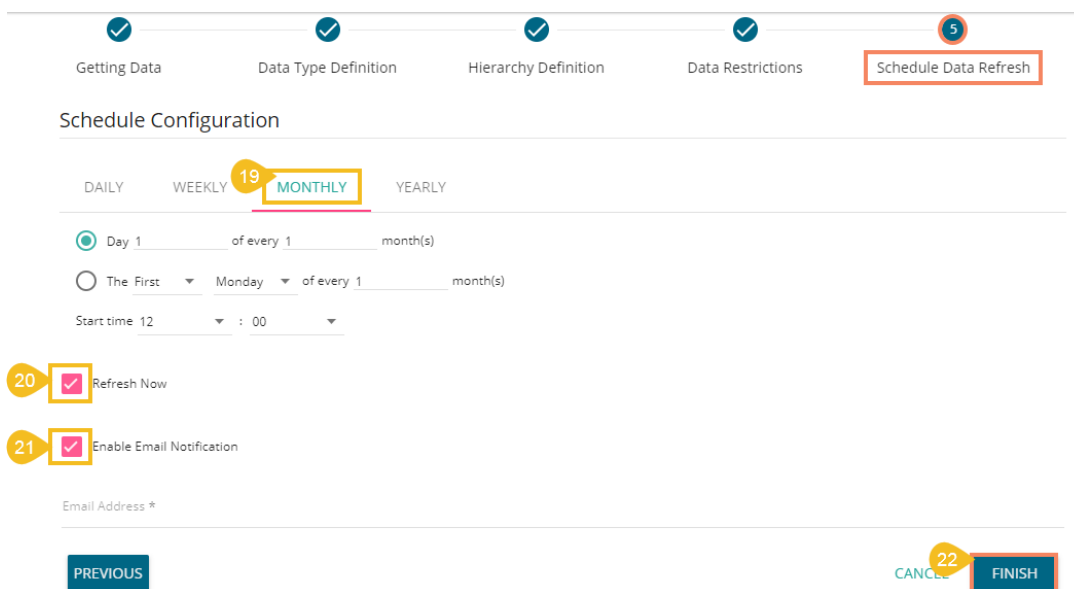 5
Getting Data Data Type Definition Hierarchy Definition Data Restrictions Schedule Data Refresh
Schedule Configuration
DAILY WEEKLY 19 MONTHLY YEARLY
Day 1 of every 1 month(s)
The First Monday of every 1 month(s)
Start time 12 : 00
20 Refresh Now
21 Enable Email Notification
Email Address *
PREVIOUS CANCEL 22 FINISH